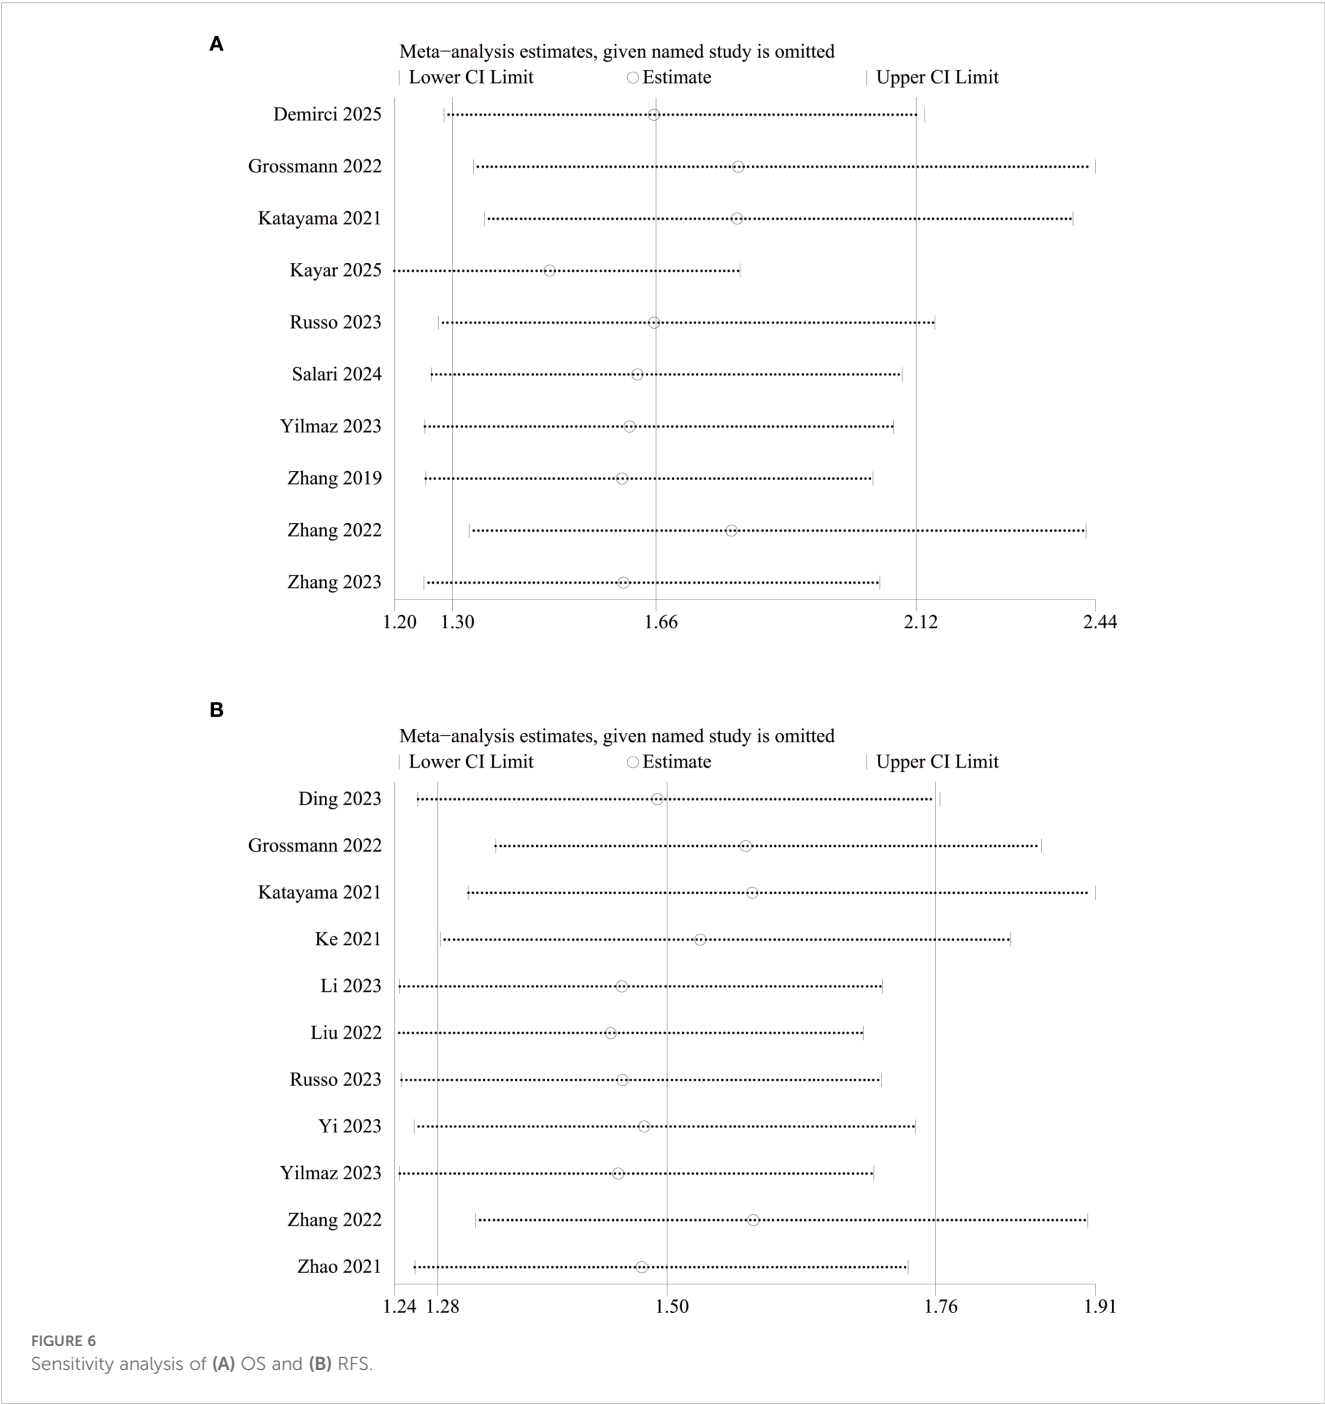 A
Meta−analysis estimates, given named study is omitted
Lower CI Limit Estimate Upper CI Limit
Demirci 2025
Grossmann 2022
Katayama 2021
Kayar 2025
Russo 2023
Salari 2024
Yilmaz 2023
Zhang 2019
Zhang 2022
Zhang 2023
1.20 1.30 1.66 2.12 2.44
B
Meta−analysis estimates, given named study is omitted
Lower CI Limit Estimate Upper CI Limit
Ding 2023
Grossmann 2022
Katayama 2021
Ke 2021
Li 2023
Liu 2022
Russo 2023
Yi 2023
Yilmaz 2023
Zhang 2022
Zhao 2021
1.24 1.28 1.50 1.76 1.91
FIGURE 6
Sensitivity analysis of (A) OS and (B) RFS.